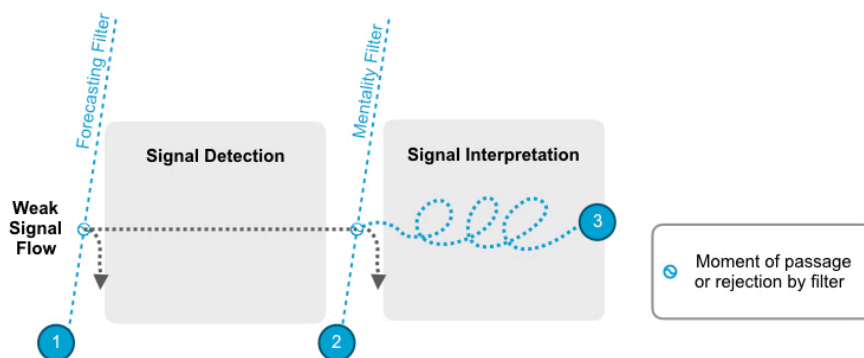 Forecasting Filter
Mentality Filter
Signal Detection
Signal Interpretation
Weak
Signal
Flow
3
Moment of passage
or rejection by filter
1
2